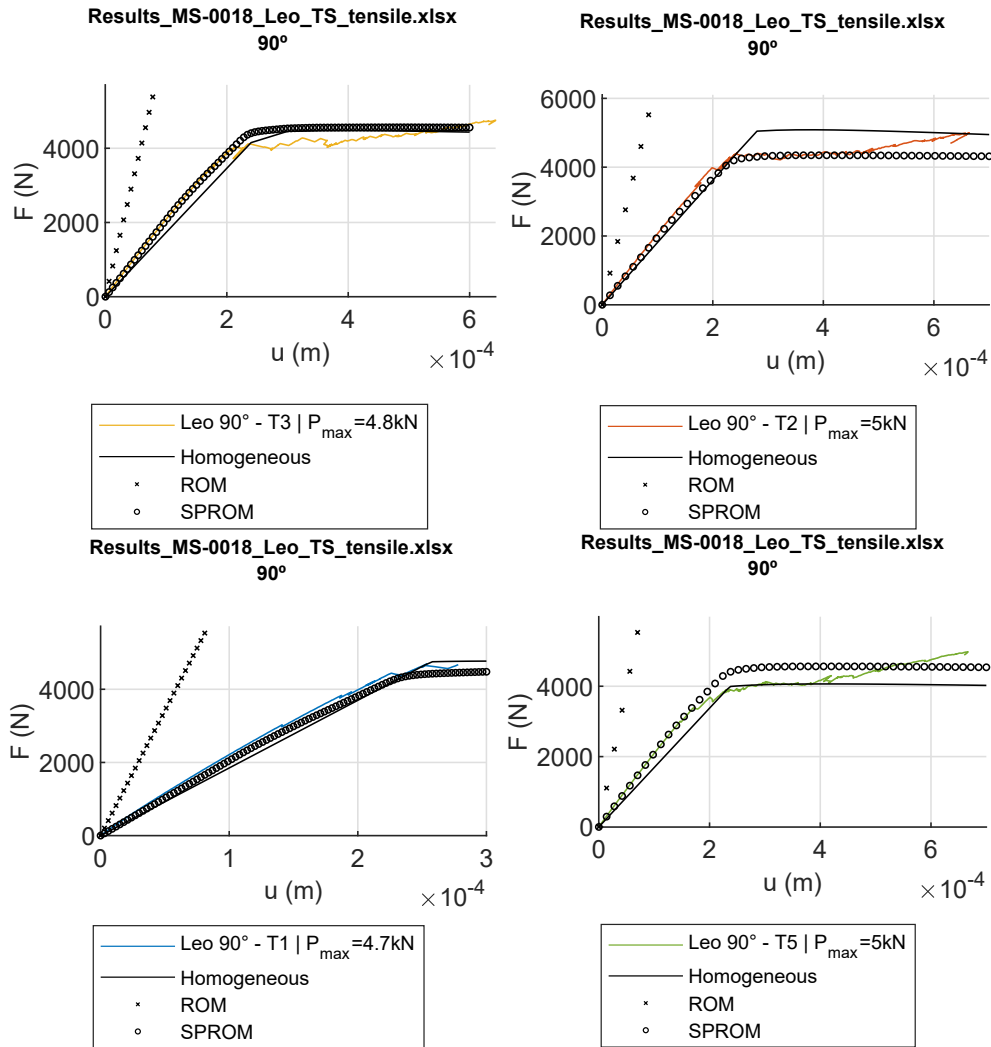 Results_MS-0018_Leo_TS_tensile.xlsx
90º
F (N)
4000
2000
0
0
2
4
6
u (m)
×10-4
Leo 90° - T3 | Pmax=4.8kN
Homogeneous
ROM
SPROM
Results_MS-0018_Leo_TS_tensile.xlsx
90º
F (N)
6000
4000
2000
0
0
2
4
6
u (m)
×10-4
Leo 90° - T2 | Pmax=5kN
Homogeneous
ROM
SPROM
Results_MS-0018_Leo_TS_tensile.xlsx
90º
F (N)
4000
2000
0
0
1
2
3
u (m)
×10-4
Leo 90° - T1 | Pmax=4.7kN
Homogeneous
ROM
SPROM
Results_MS-0018_Leo_TS_tensile.xlsx
90º
F (N)
4000
2000
0
0
2
4
6
u (m)
×10-4
Leo 90° - T5 | Pmax=5kN
Homogeneous
ROM
SPROM